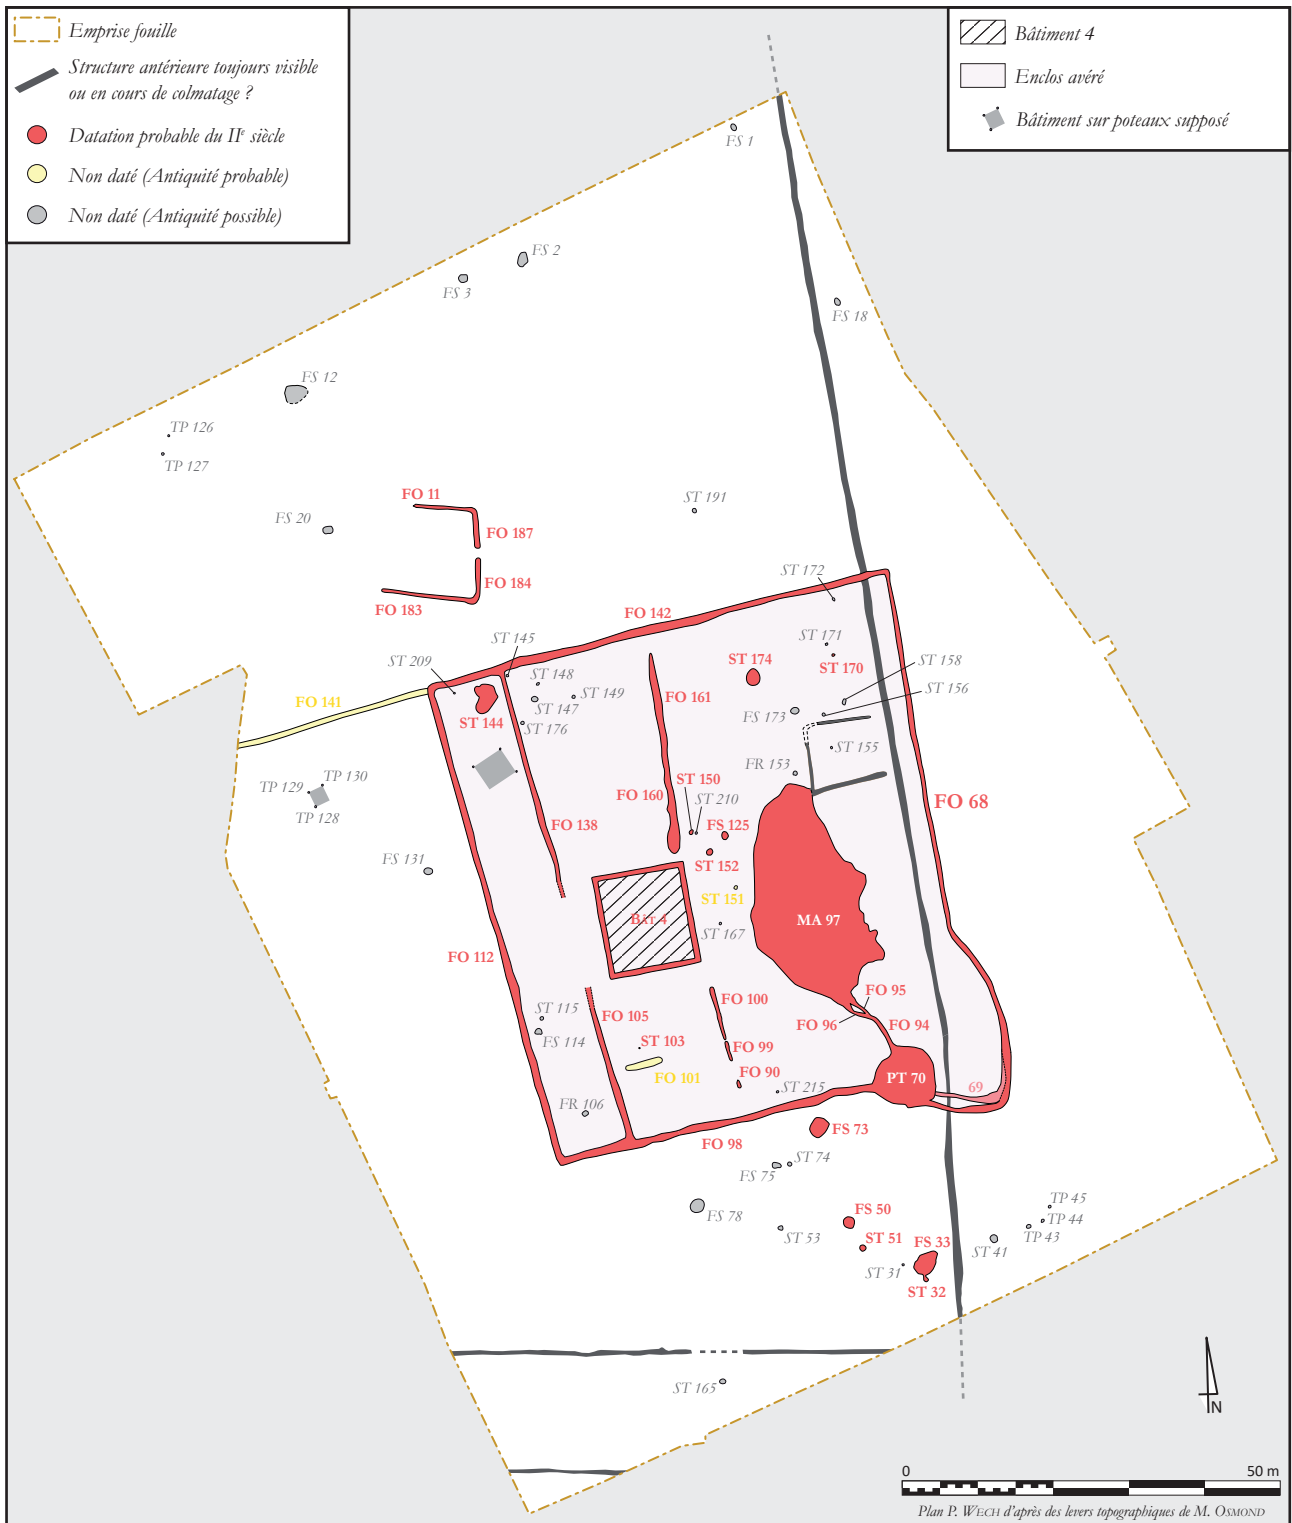 Emprise fouille
Structure antérieure toujours visible
ou en cours de colmatage ?
Datation probable du IIe siècle
Non daté (Antiquité probable)
Non daté (Antiquité possible)
Bâtiment 4
Enclos avéré
Bâtiment sur poteaux supposé
FS 1
FS 2
FS 3
FS 18
FS 12
TP 126
TP 127
FO 11
ST 191
FS 20
FO 187
ST 172
FO 184
FO 183
FO 142
ST 145
ST 171
ST 209
ST 174
ST 170
ST 158
ST 148
ST 156
ST 149
FO 141
FO 161
ST 147
FS 173
ST 144
ST 176
ST 155
FR 153
TP 130
ST 150
TP 129
FO 160
ST 210
FO 68
TP 128
FO 138
FS 125
FS 131
ST 152
ST 151
BÂT 4
MA 97
ST 167
FO 112
FO 95
FO 100
ST 115
FO 105
FO 96
FO 94
FS 114
ST 103
FO 99
FO 101
FO 90
PT 70
ST 215
69
FR 106
FS 73
FO 98
ST 74
FS 75
TP 45
FS 50
FS 78
TP 44
ST 53
TP 43
ST 51
FS 33
ST 41
ST 31
ST 32
ST 165
N
0 50 m
Plan P. WECH d'après des levers topographiques de M. OSMOND